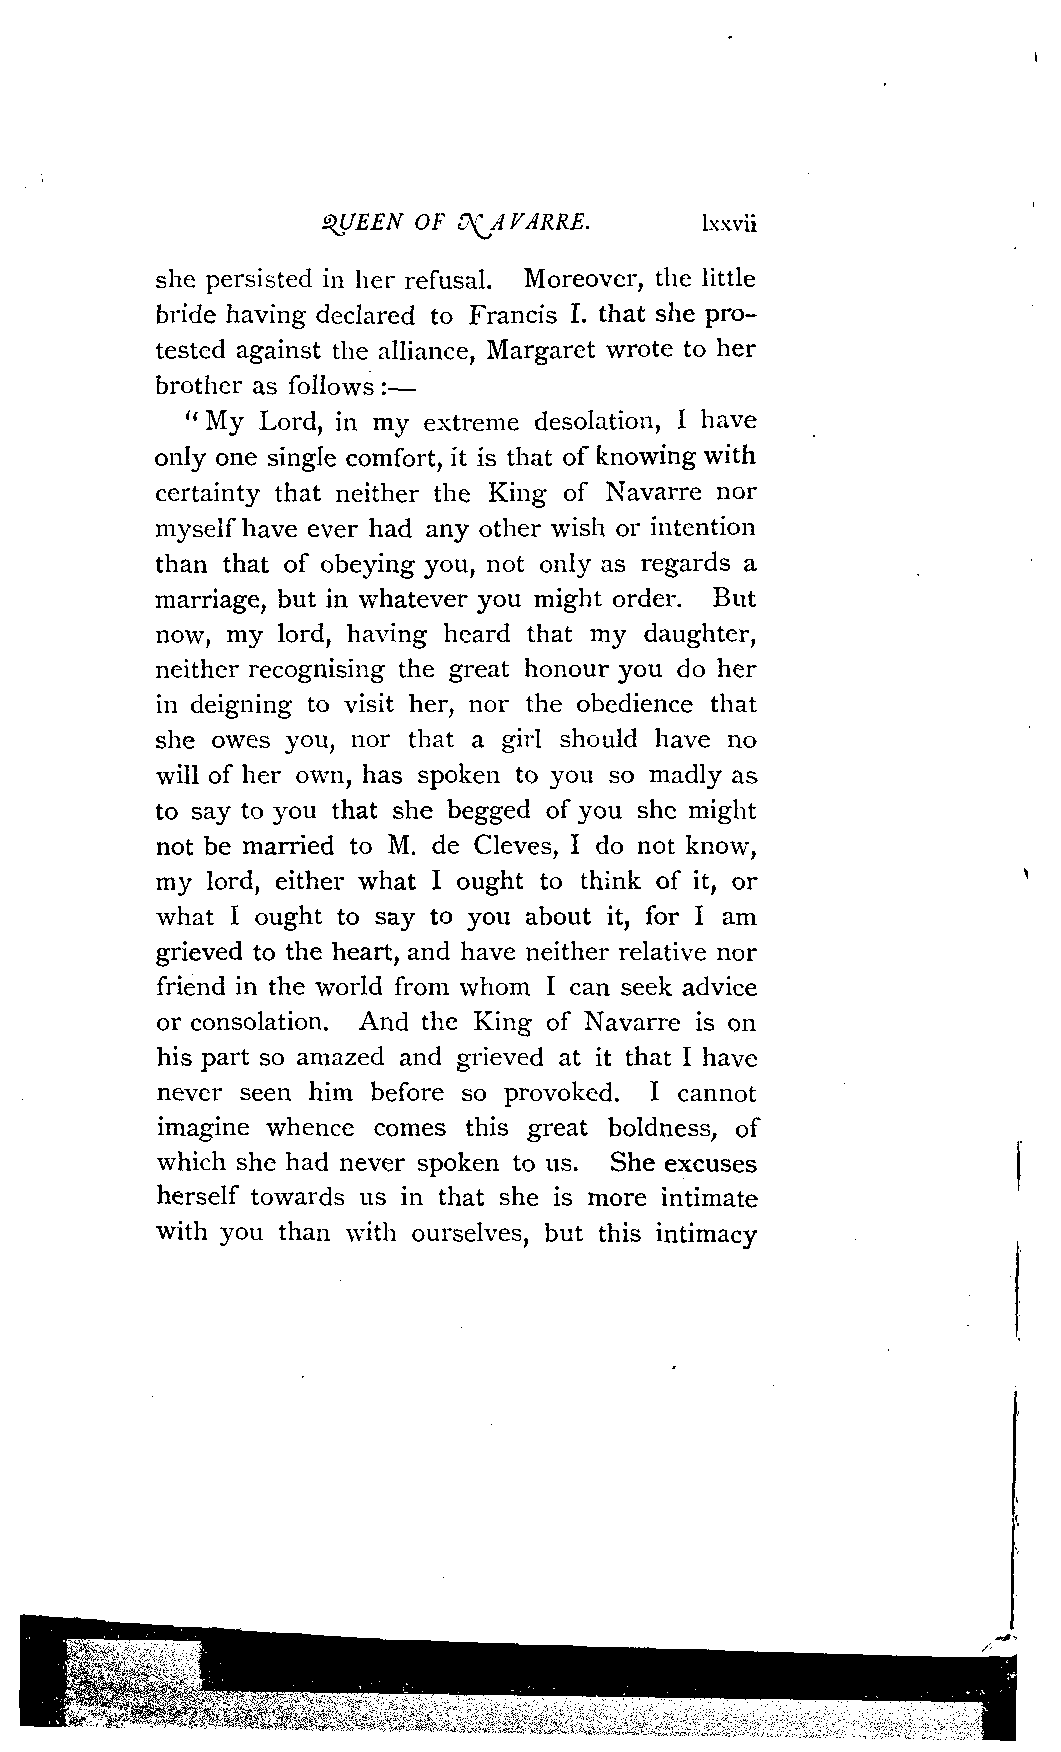 QUEEN OF NAVARRE. lxxvii
she persisted in her refusal. Moreover, the little
bride having declared to Francis I. that she pro-
tested against the alliance, Margaret wrote to her
brother as follows :—
“ My Lord, in my extreme desolation, I have
only one single comfort, it is that of knowing with
certainty that neither the King of Navarre nor
myself have ever had any other wish or intention
than that of obeying you, not only as regards a
marriage, but in whatever you might order. But
now, my lord, having heard that my daughter,
neither recognising the great honour you do her
in deigning to visit her, nor the obedience that
she owes you, nor that a girl should have no
will of her own, has spoken to you so madly as
to say to you that she begged of you she might
not be married to M. de Cleves, I do not know,
my lord, either what I ought to think of it, or
what I ought to say to you about it, for I am
grieved to the heart, and have neither relative nor
friend in the world from whom I can seek advice
or consolation. And the King of Navarre is on
his part so amazed and grieved at it that I have
never seen him before so provoked. I cannot
imagine whence comes this great boldness, of
which she had never spoken to us. She excuses
herself towards us in that she is more intimate
with you than with ourselves, but this intimacy